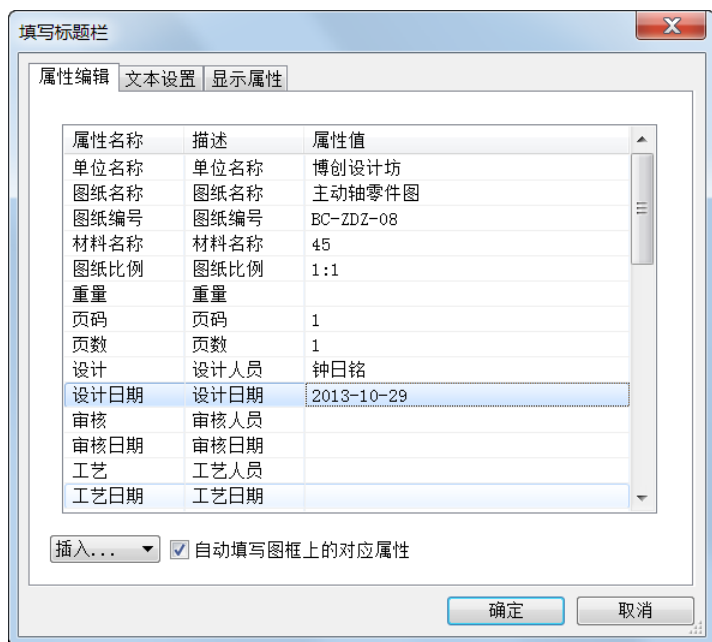 填写标题栏
属性编辑 文本设置 显示属性
属性名称 描述 属性值
单位名称 单位名称 博创设计坊
图纸名称 图纸名称 主动轴零件图
图纸编号 图纸编号 BC-ZDZ-08
材料名称 材料名称 45
图纸比例 图纸比例 1:1
重量 重量
页码 页码 1
页数 页数 1
设计 设计人员 钟日铭
设计日期 设计日期 2013-10-29
审核 审核人员
审核日期 审核日期
工艺 工艺人员
工艺日期 工艺日期
插入... 自动填写图框上的对应属性
确定 取消